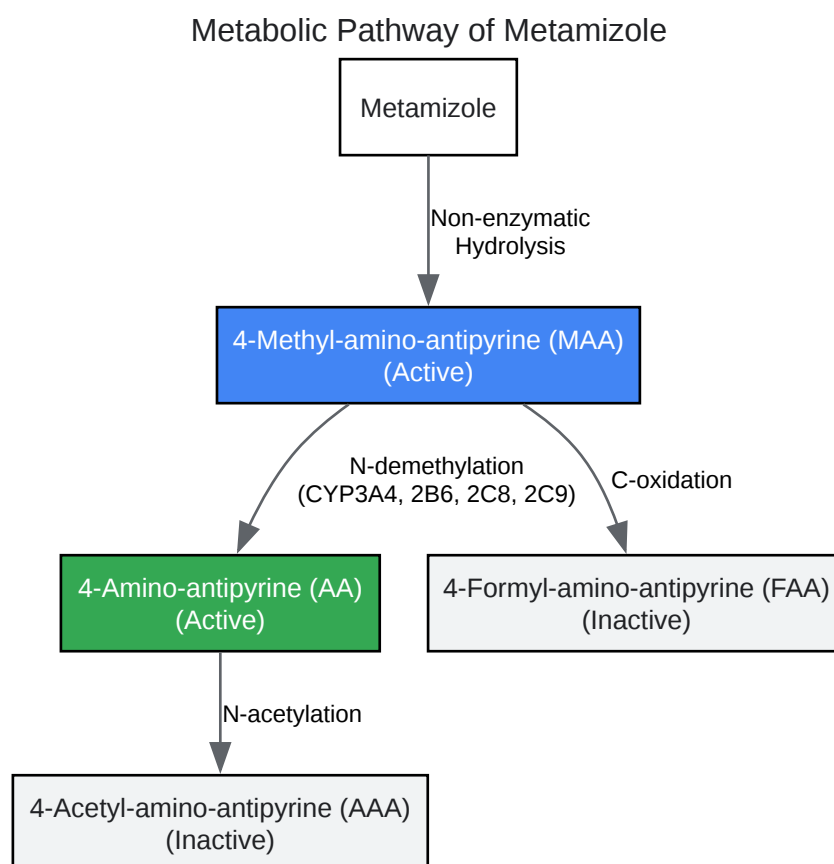 Metabolic Pathway of Metamizole
Metamizole
Non-enzymatic
Hydrolysis
4-Methyl-amino-antipyrine (MAA)
(Active)
N-demethylation
(CYP3A4, 2B6, 2C8, 2C9)
C-oxidation
4-Amino-antipyrine (AA)
(Active)
4-Formyl-amino-antipyrine (FAA)
(Inactive)
N-acetylation
4-Acetyl-amino-antipyrine (AAA)
(Inactive)